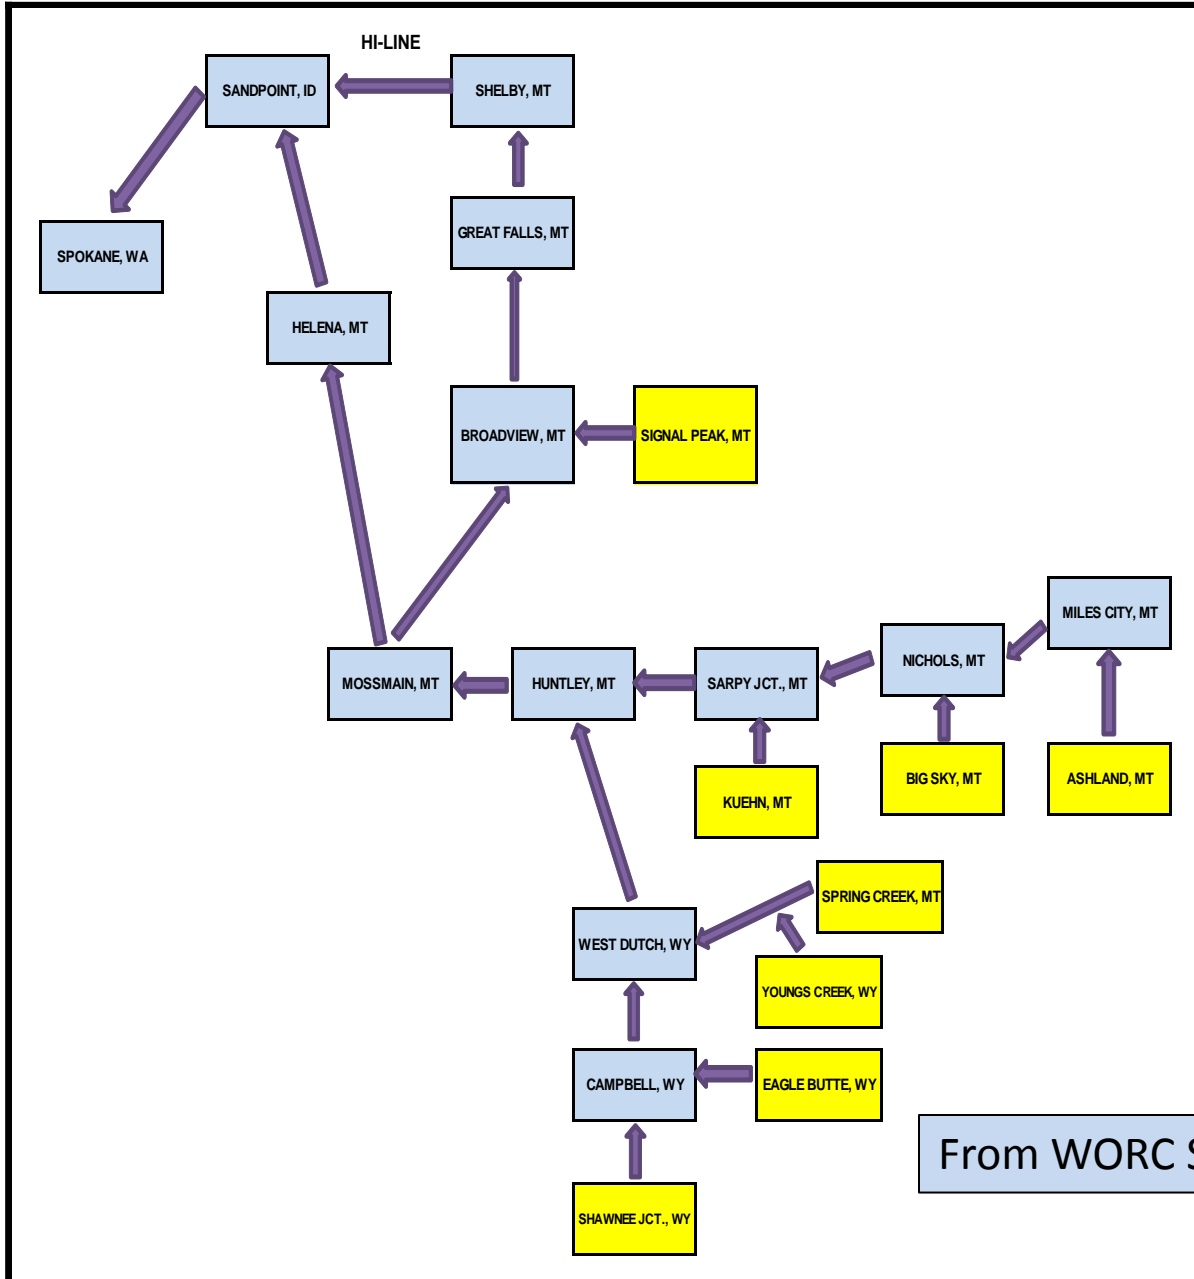 HI-LINE
SANDPOINT, ID
SHELBY, MT
GREAT FALLS, MT
SPOKANE, WA
HELENA, MT
BROADVIEW, MT
SIGNAL PEAK, MT
MILES CITY, MT
NICHOLS, MT
MOSSMAIN, MT
HUNTLEY, MT
SARPY JCT., MT
KUEHN, MT
BIG SKY, MT
ASHLAND, MT
SPRING CREEK, MT
WEST DUTCH, WY
YOUNGS CREEK, WY
CAMPBELL, WY
EAGLE BUTTE, WY
From WORC S
SHAWNEE JCT., WY